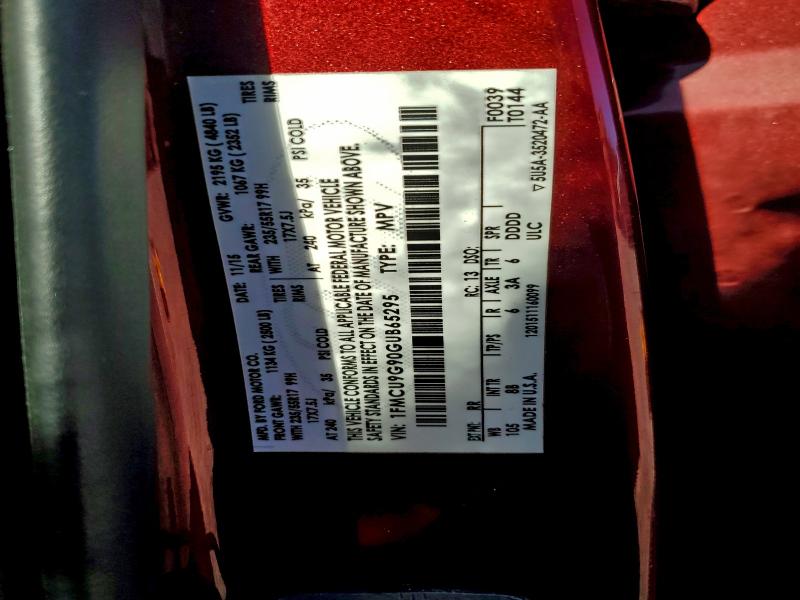 MFD. BY FORD MOTOR CO.
DATE: 11/15 GVWR: 2195 KG ( 4840 LB)
FRONT GAWR: 1134 KG ( 2500 LB) REAR GAWR: 1067 KG ( 2352 LB)
WITH 235/55R17 99H TIRES WITH 235/55R17 99H TIRES
17X7.5J RIMS 17X7.5J RIMS
AT 240 kPa/ 35 PSI COLD AT 240 kPa/ 35 PSI COLD
THIS VEHICLE CONFORMS TO ALL APPLICABLE FEDERAL MOTOR VEHICLE
SAFETY STANDARDS IN EFFECT ON THE DATE OF MANUFACTURE SHOWN ABOVE.
VIN: 1FMCU9G90GUB65295 TYPE: MPV
EXT PNT: RR RC: 13 DSO: F0039
WB INT TR TP/PS R AXLE TR SPR T0144
105 88 6 3A 6 DDDD
MADE IN U.S.A. 12015111160099 ULC ▽ 5U5A-3520472-AA